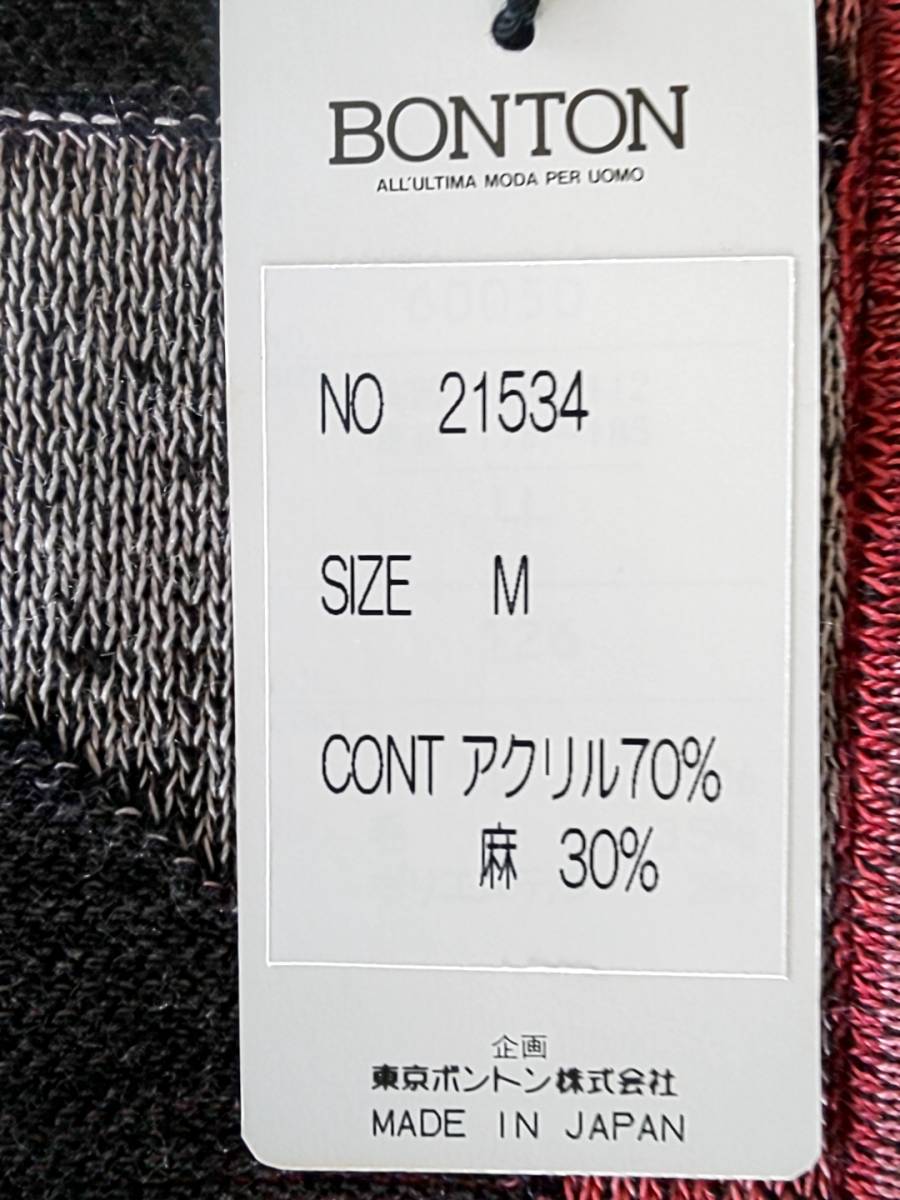 BONTON
ALL'ULTIMA MODA PER UOMO
NO 21534
SIZE M
CONT アクリル70%
麻 30%
企画
東京ボントン株式会社
MADE IN JAPAN